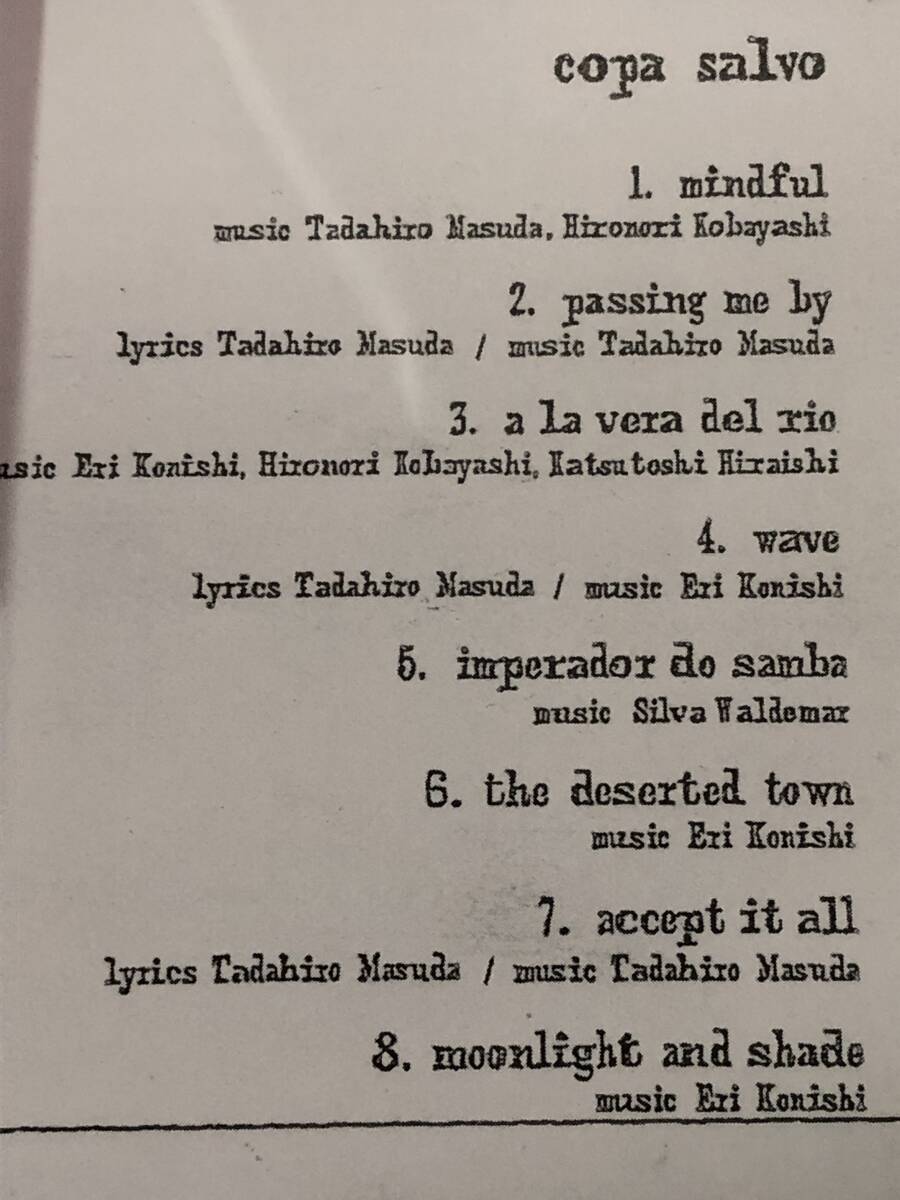 copa salvo
1. mindful
music Tadahiro Masuda, Hironori Kobayashi
2. passing me by
lyrics Tadahiro Masuda / music Tadahiro Masuda
3. a la vera del rio
usic Eri Konishi, Hironori Kobayashi, Katsutoshi Hiraishi
4. wave
lyrics Tadahiro Masuda / music Eri Konishi
5. imperador do samba
music Silva Waldemar
6. the deserted town
music Eri Konishi
7. accept it all
lyrics Tadahiro Masuda / music Tadahiro Masuda
8. moonlight and shade
music Eri Konishi